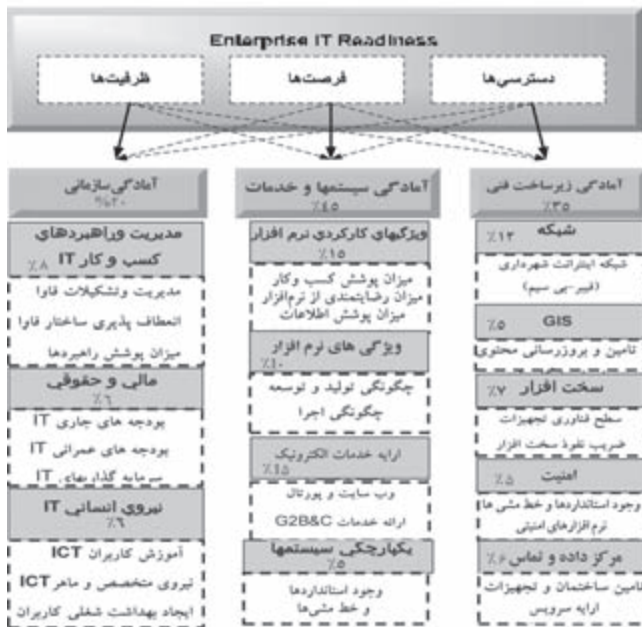 Enterprise IT Readiness
دسترسی‌ها
فرصت‌ها
ظرفیت‌ها
آمادگی زیرساخت فنی
٪۳۵
شبکه
٪۱۲
شبکه اینترانت شهرداری
(فیبر-بی سیم)
GIS
٪۵
تامین و بروزرسانی محتوی
سخت افزار
٪۷
سطح فناوری تجهیزات
ضریب نفوذ سخت افزار
امنیت
٪۵
وجود استانداردها و خط مشی ها
نرم افزارهای امنیتی
مرکز داده و تماس ٪۶
تامین ساختمان و تجهیزات
ارایه سرویس
آمادگی سیستمها و خدمات
٪۴۵
ویژگیهای کارکردی نرم افزار
٪۱۵
میزان پوشش کسب وکار
میزان رضایتمندی از نرم‌افزار
میزان پوشش اطلاعات
ویژگی های نرم افزار
٪۱۰
چگونگی تولید و توسعه
چگونگی اجرا
ارایه خدمات الکترونیک
٪۱۵
وب سایت و پورتال
ارائه خدمات G2B&C
یکپارچگی سیستمها
٪۵
وجود استانداردها
و خط مشی‌ها
آمادگی سازمانی
%۲۰
مدیریت وراهبردهای
کسب و کار IT ٪۸
مدیریت وتشکیلات فاوا
انعطاف پذیری ساختار فاوا
میزان پوشش راهبردها
مالي و حقوقي
٪۶
بودجه های جاری IT
بودجه های عمرانی IT
سرمایه گذاریهای IT
نیروی انسانی IT
٪۶
آموزش کاربران ICT
نیروی متخصص و ماهر ICT
ایجاد بهداشت شغلی کاربران